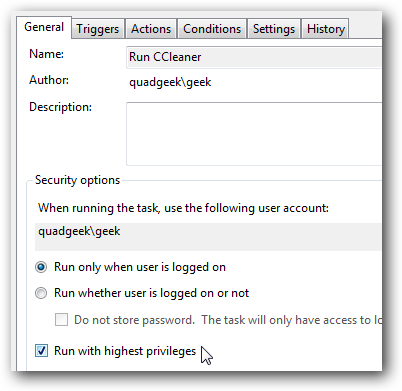 General Triggers Actions Conditions Settings History
Name: Run CCleaner
Author: quadgeek\geek
Description:
Security options
When running the task, use the following user account:
quadgeek\geek
Run only when user is logged on
Run whether user is logged on or not
Do not store password. The task will only have access to
Run with highest privileges